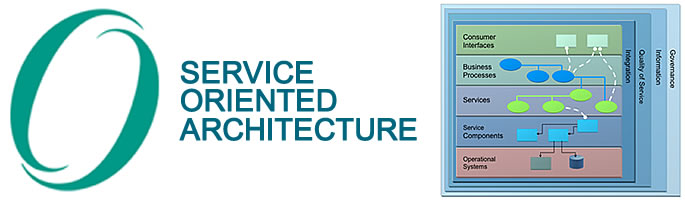 SERVICE
ORIENTED
ARCHITECTURE
Consumer
Interfaces
Business
Processes
Services
Service
Components
Operational
Systems
Integration
Quality of Service
Information
Governance